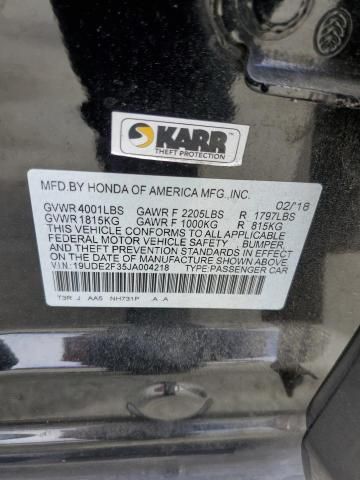 KARR
THEFT PROTECTION
MFD.BY HONDA OF AMERICA MFG.,INC.
GVWR 4001LBS GAWR F 2205LBS R 1797LBS 02/18
GVWR 1815KG GAWR F 1000KG R 815KG
THIS VEHICLE CONFORMS TO ALL APPLICABLE
FEDERAL MOTOR VEHICLE SAFETY, BUMPER,
AND THEFT PREVENTION STANDARDS IN EFFECT
ON THE DATE OF MANUFACTURE SHOWN ABOVE.
VIN: 19UDE2F35JA004218 TYPE:PASSENGER CAR
T3R J AA5 NH731P .A .A